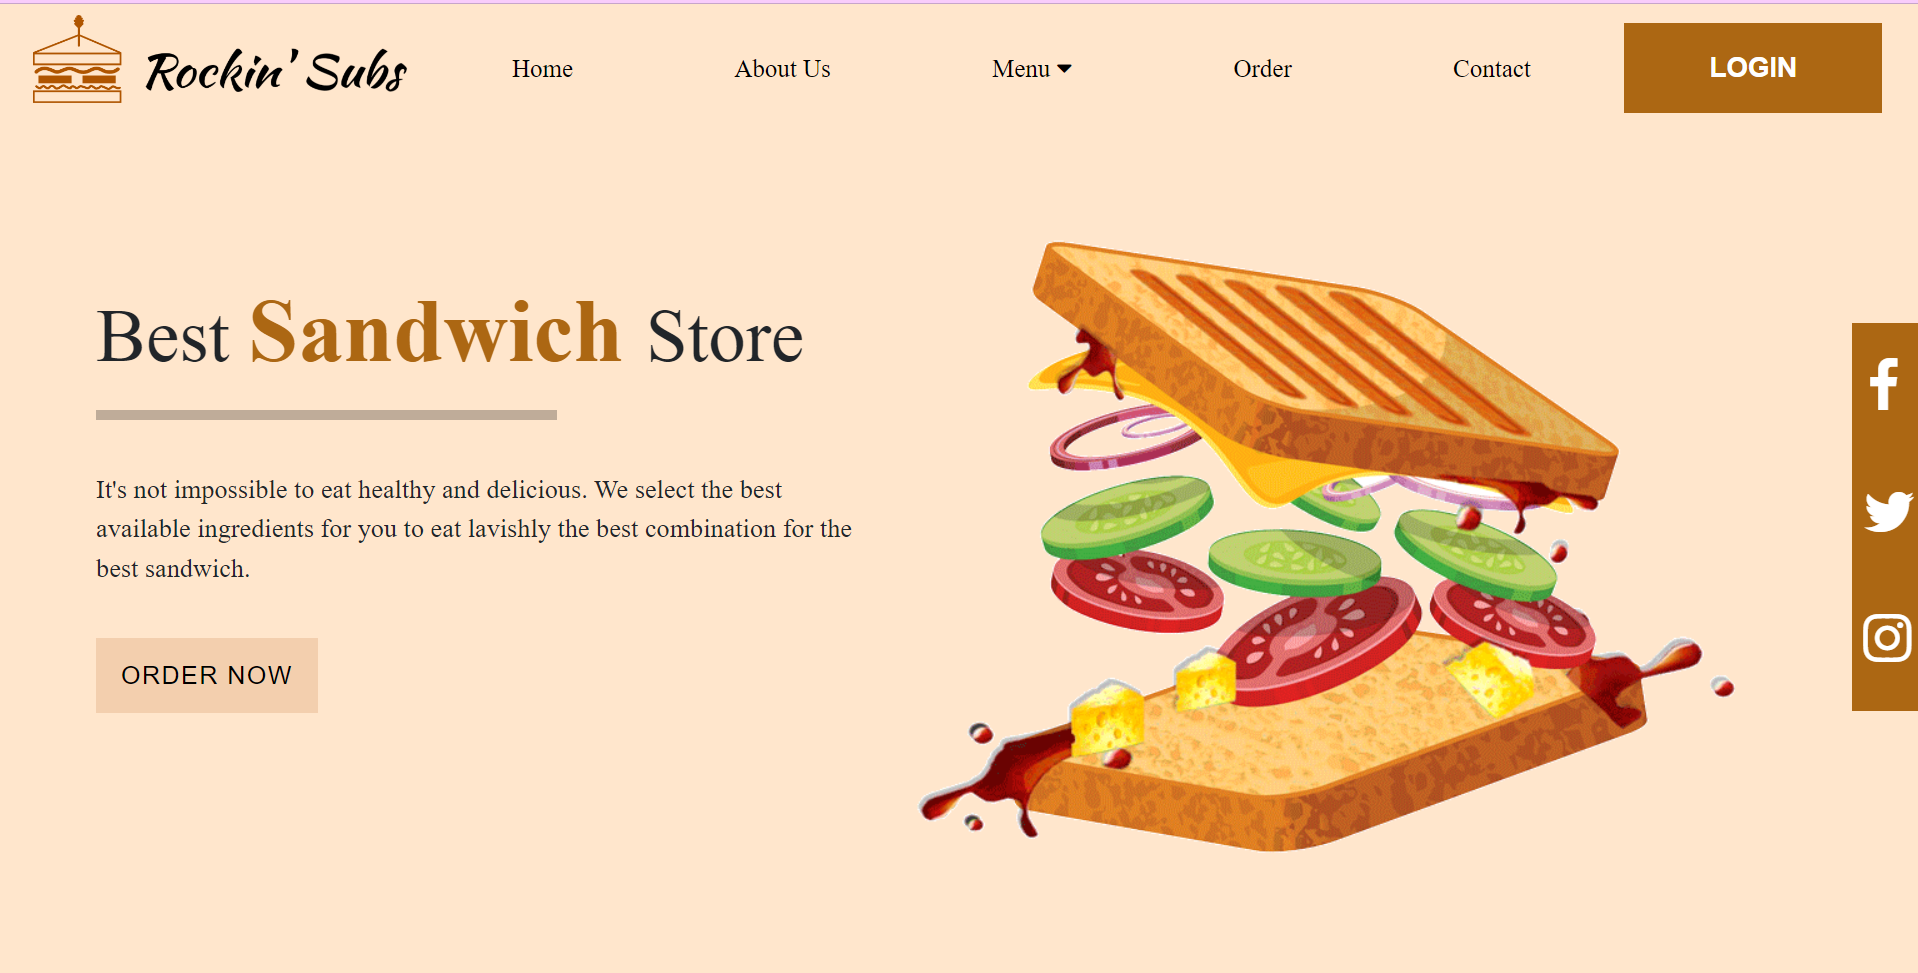 Rockin' Subs
Home
About Us
Menu
Order
Contact
LOGIN
Best Sandwich Store
It's not impossible to eat healthy and delicious. We select the best
available ingredients for you to eat lavishly the best combination for the
best sandwich.
ORDER NOW